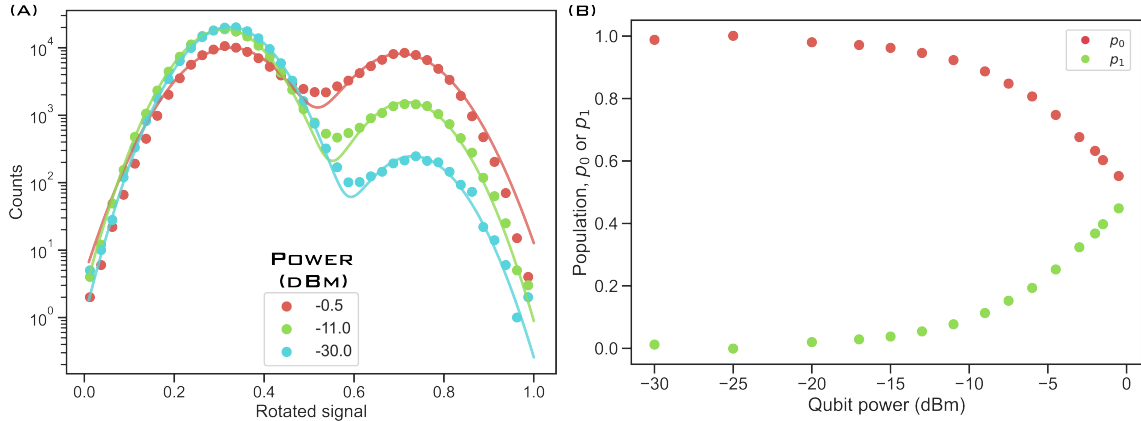 (A)
10^4
10^3
10^2
10^1
10^0
Counts
0.0 0.2 0.4 0.6 0.8 1.0
Rotated signal
POWER
(DBM)
-0.5
-11.0
-30.0
(B)
1.0
0.8
0.6
0.4
0.2
0.0
Population, p₀ or p₁
p₀
p₁
−30 −25 −20 −15 −10 −5 0
Qubit power (dBm)